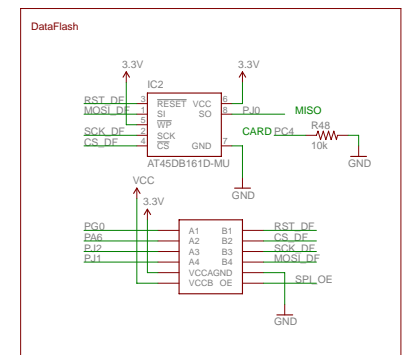 DataFlash
3.3V 3.3V
IC2
RST_DF 3 RESET VCC 6
MOSI_DF 1 SI SO 8 PJ0 MISO
5 WP
SCK_DF 2 SCK CARD PC4 R48
CS_DF 4 CS GND 7 10k
AT45DB161D-MU GND
VCC GND
3.3V
PG0 A1 B1 RST_DF
PA6 A2 B2 CS_DF
PJ2 A3 B3 SCK_DF
PJ1 A4 B4 MOSI_DF
VCCA GND
VCCB OE SPI_OE
GND